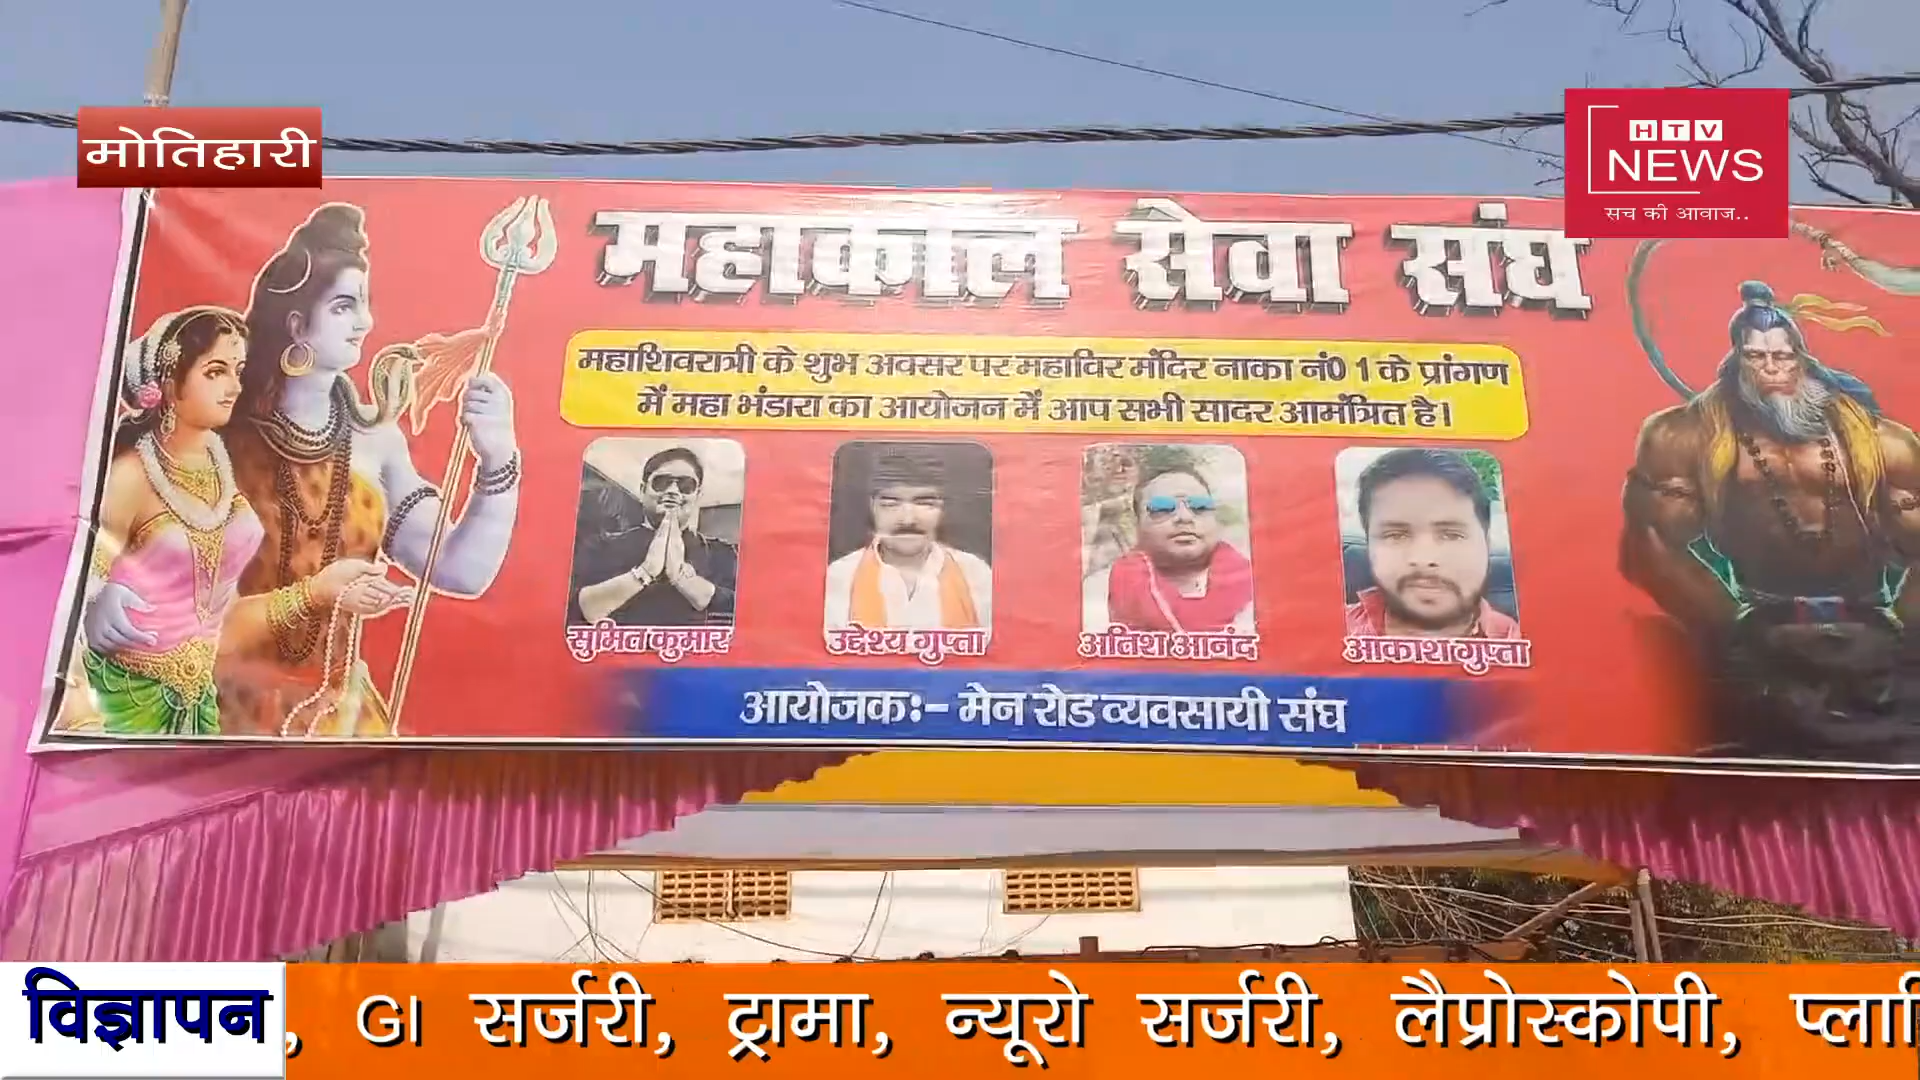 मोतिहारी
HTV
NEWS
सच की आवाज..
महाकाल सेवा संघ
महाशिवरात्री के शुभ अवसर पर महाविर मंदिर नाका नं0 1 के प्रांगण
में महा भंडारा का आयोजन में आप सभी सादर आमंत्रित है।
सुमित कुमार
उद्देश्य गुप्ता
अतिश आनंद
आकाश गुप्ता
आयोजक:- मेन रोड व्यवसायी संघ
विज्ञापन , GI सर्जरी, ट्रामा, न्यूरो सर्जरी, लैप्रोस्कोपी,